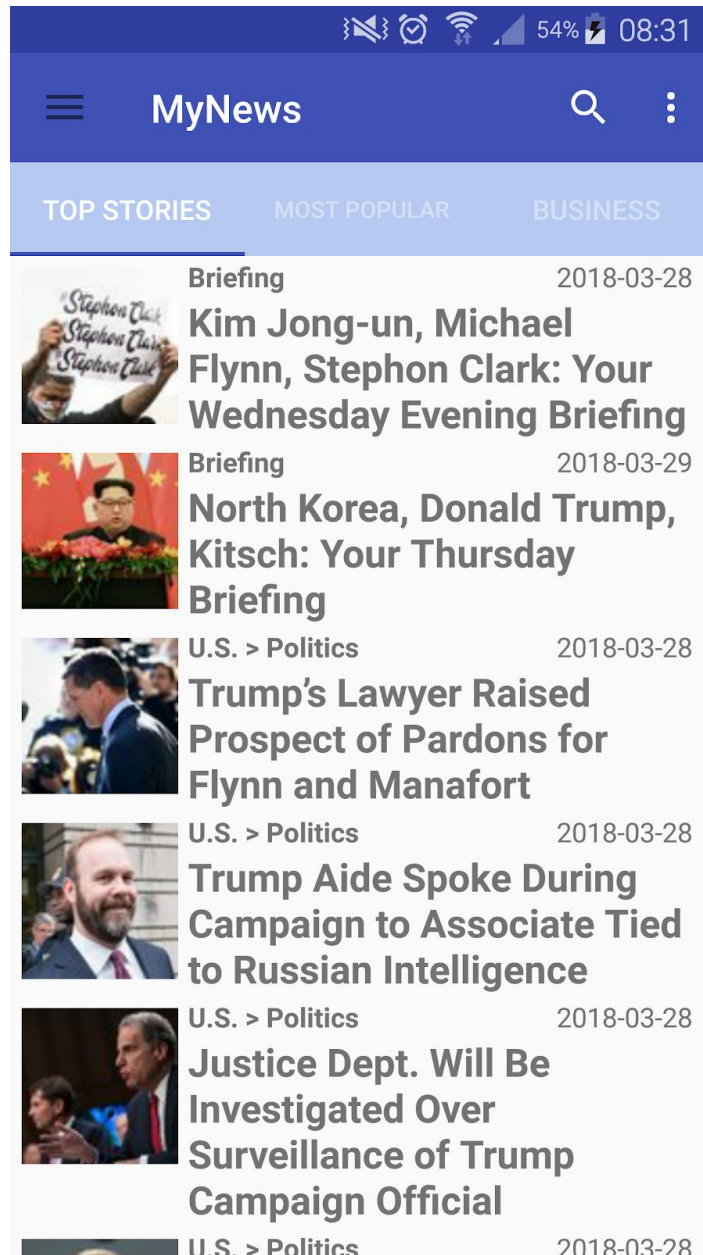 54% 08:31
MyNews
TOP STORIES MOST POPULAR BUSINESS
Stephon Clark
Stephon Clark
Stephon Clark
Briefing 2018-03-28
Kim Jong-un, Michael
Flynn, Stephon Clark: Your
Wednesday Evening Briefing
Briefing 2018-03-29
North Korea, Donald Trump,
Kitsch: Your Thursday
Briefing
U.S. > Politics 2018-03-28
Trump’s Lawyer Raised
Prospect of Pardons for
Flynn and Manafort
U.S. > Politics 2018-03-28
Trump Aide Spoke During
Campaign to Associate Tied
to Russian Intelligence
U.S. > Politics 2018-03-28
Justice Dept. Will Be
Investigated Over
Surveillance of Trump
Campaign Official
U.S. > Politics 2018-03-28